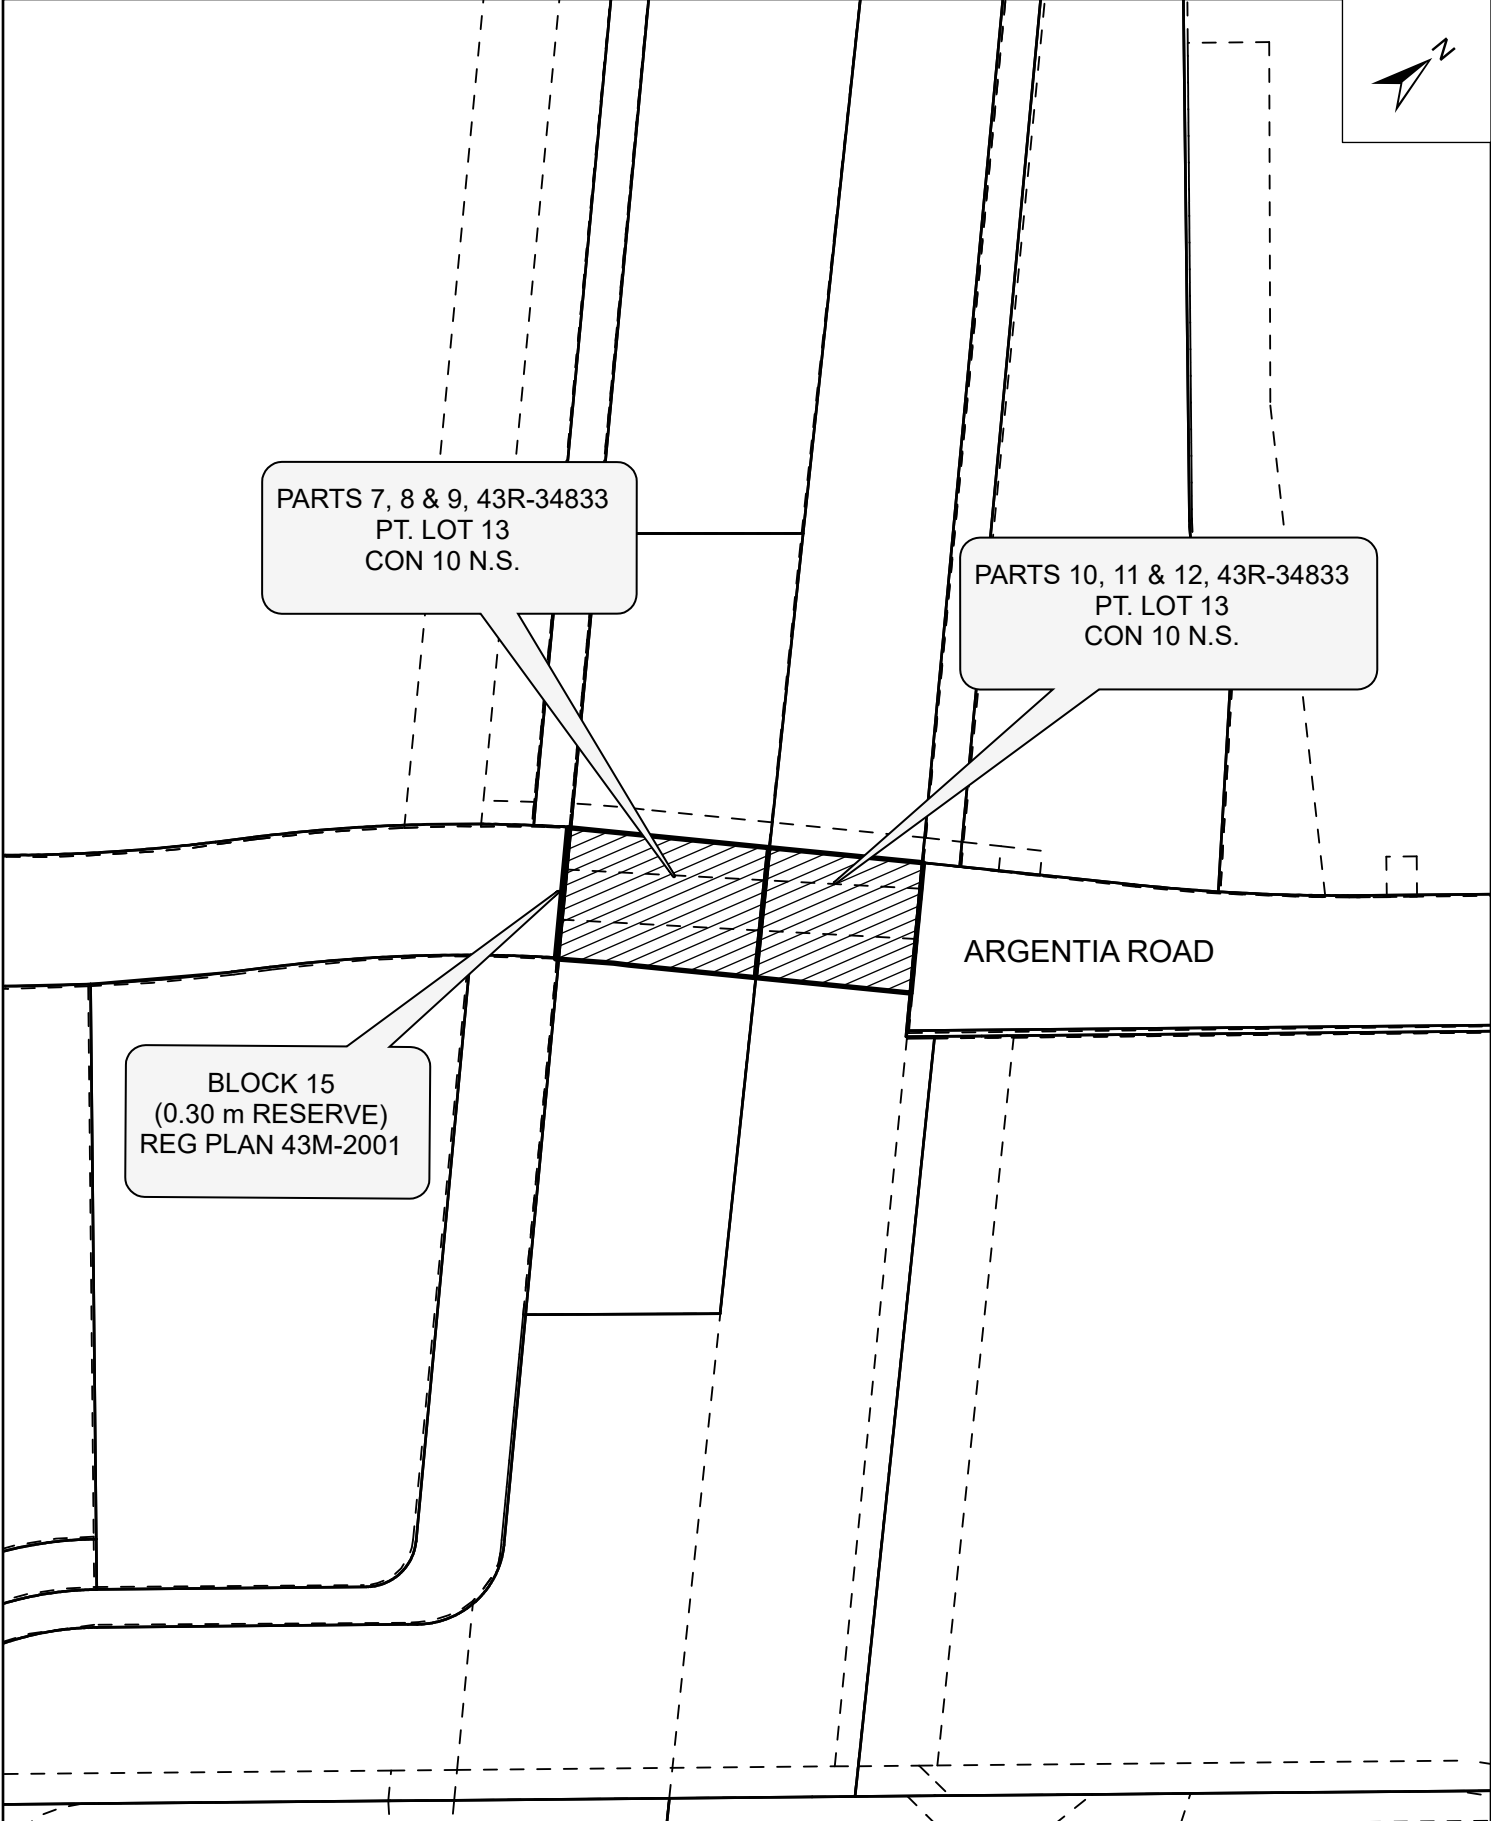 N
PARTS 7, 8 & 9, 43R-34833
PT. LOT 13
CON 10 N.S.
PARTS 10, 11 & 12, 43R-34833
PT. LOT 13
CON 10 N.S.
ARGENTIA ROAD
BLOCK 15
(0.30 m RESERVE)
REG PLAN 43M-2001